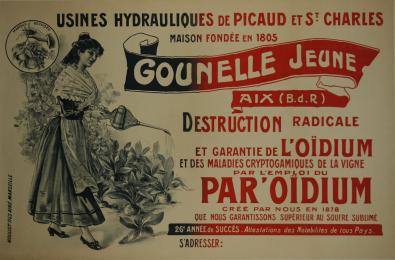 USINES HYDRAULIQUES DE PICAUD ET St CHARLES
MAISON FONDÉE EN 1805
GOUNELLE JEUNE
AIX (B.d.R)
DESTRUCTION RADICALE
ET GARANTIE DE L'OÏDIUM
ET DES MALADIES CRYPTOGAMIQUES DE LA VIGNE
PAR L'EMPLOI DU
PAR'OÏDIUM
CRÉÉ PAR NOUS EN 1878
QUE NOUS GARANTISSONS SUPÉRIEUR AU SOUFRE SUBLIMÉ
26e ANNÉE DE SUCCÈS. Attestations des Notabilités de tous Pays.
S'ADRESSER: